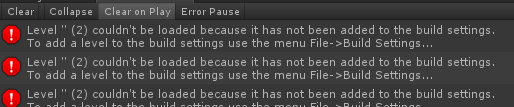 Clear Collapse Clear on Play Error Pause
Level '' (2) couldn't be loaded because it has not been added to the build settings.
To add a level to the build settings use the menu File->Build Settings...
Level '' (2) couldn't be loaded because it has not been added to the build settings.
To add a level to the build settings use the menu File->Build Settings...
Level '' (2) couldn't be loaded because it has not been added to the build settings.
To add a level to the build settings use the menu File->Build Settings...